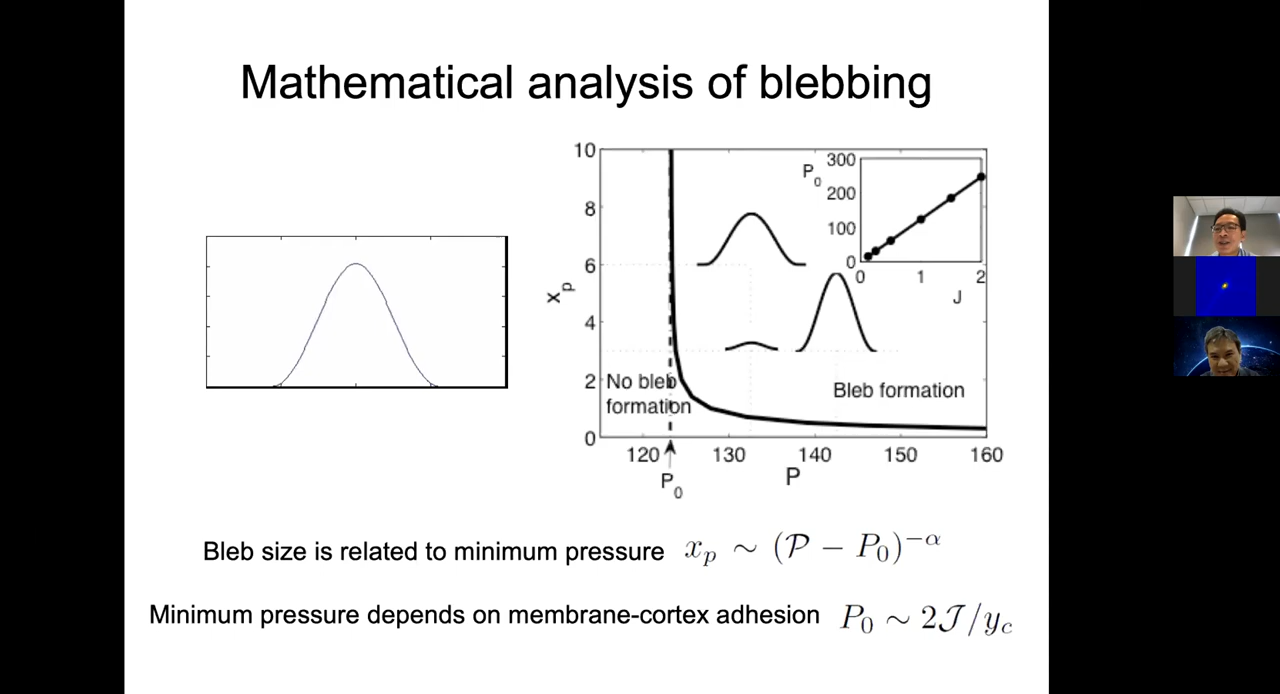 Mathematical analysis of blebbing
10
8
6
4
2
0
x_p
120
130
140
150
160
P
P_0
No bleb
formation
Bleb formation
P_0
300
200
100
0
0
1
2
J
Bleb size is related to minimum pressure x_p ∼ (𝒫 − P_0)^{−α}
Minimum pressure depends on membrane-cortex adhesion P_0 ∼ 2𝒥/y_c